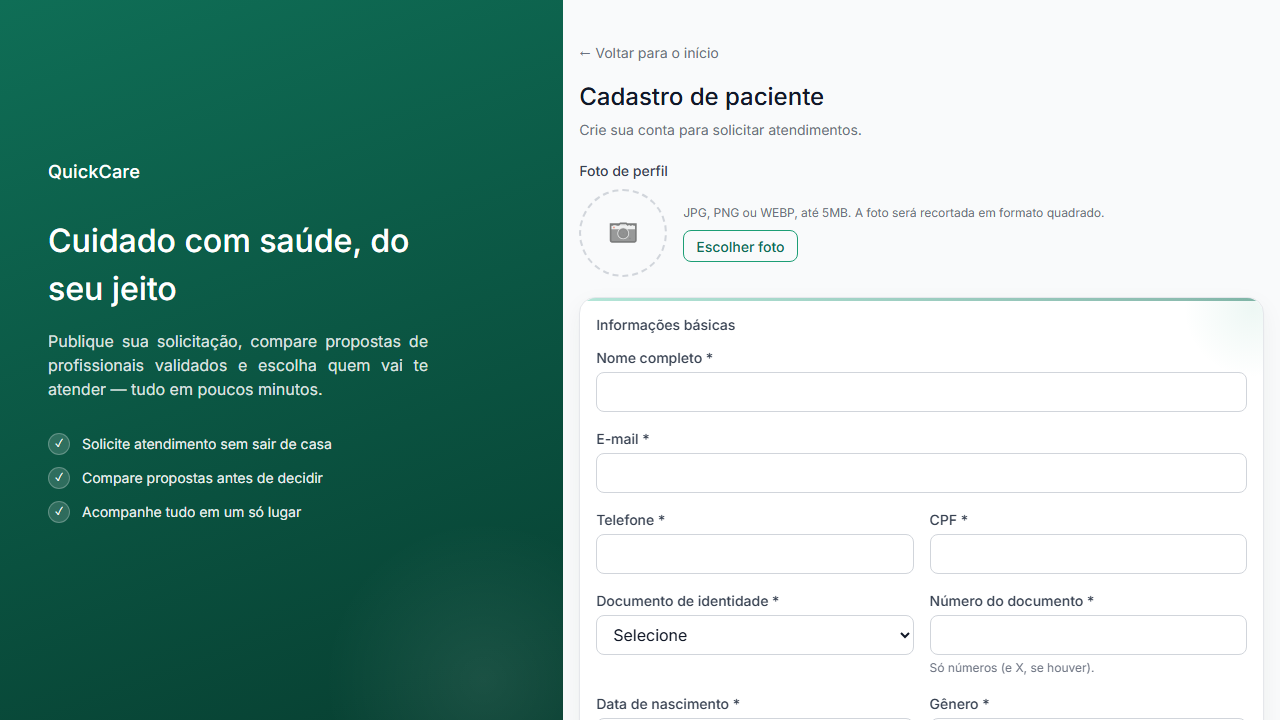 QuickCare
Cuidado com saúde, do
seu jeito
Publique sua solicitação, compare propostas de
profissionais validados e escolha quem vai te
atender — tudo em poucos minutos.
✓ Solicite atendimento sem sair de casa
✓ Compare propostas antes de decidir
✓ Acompanhe tudo em um só lugar
← Voltar para o início
Cadastro de paciente
Crie sua conta para solicitar atendimentos.
Foto de perfil
JPG, PNG ou WEBP, até 5MB. A foto será recortada em formato quadrado.
Escolher foto
Informações básicas
Nome completo *
E-mail *
Telefone * CPF *
Documento de identidade * Número do documento *
Selecione
Só números (e X, se houver).
Data de nascimento * Gênero *